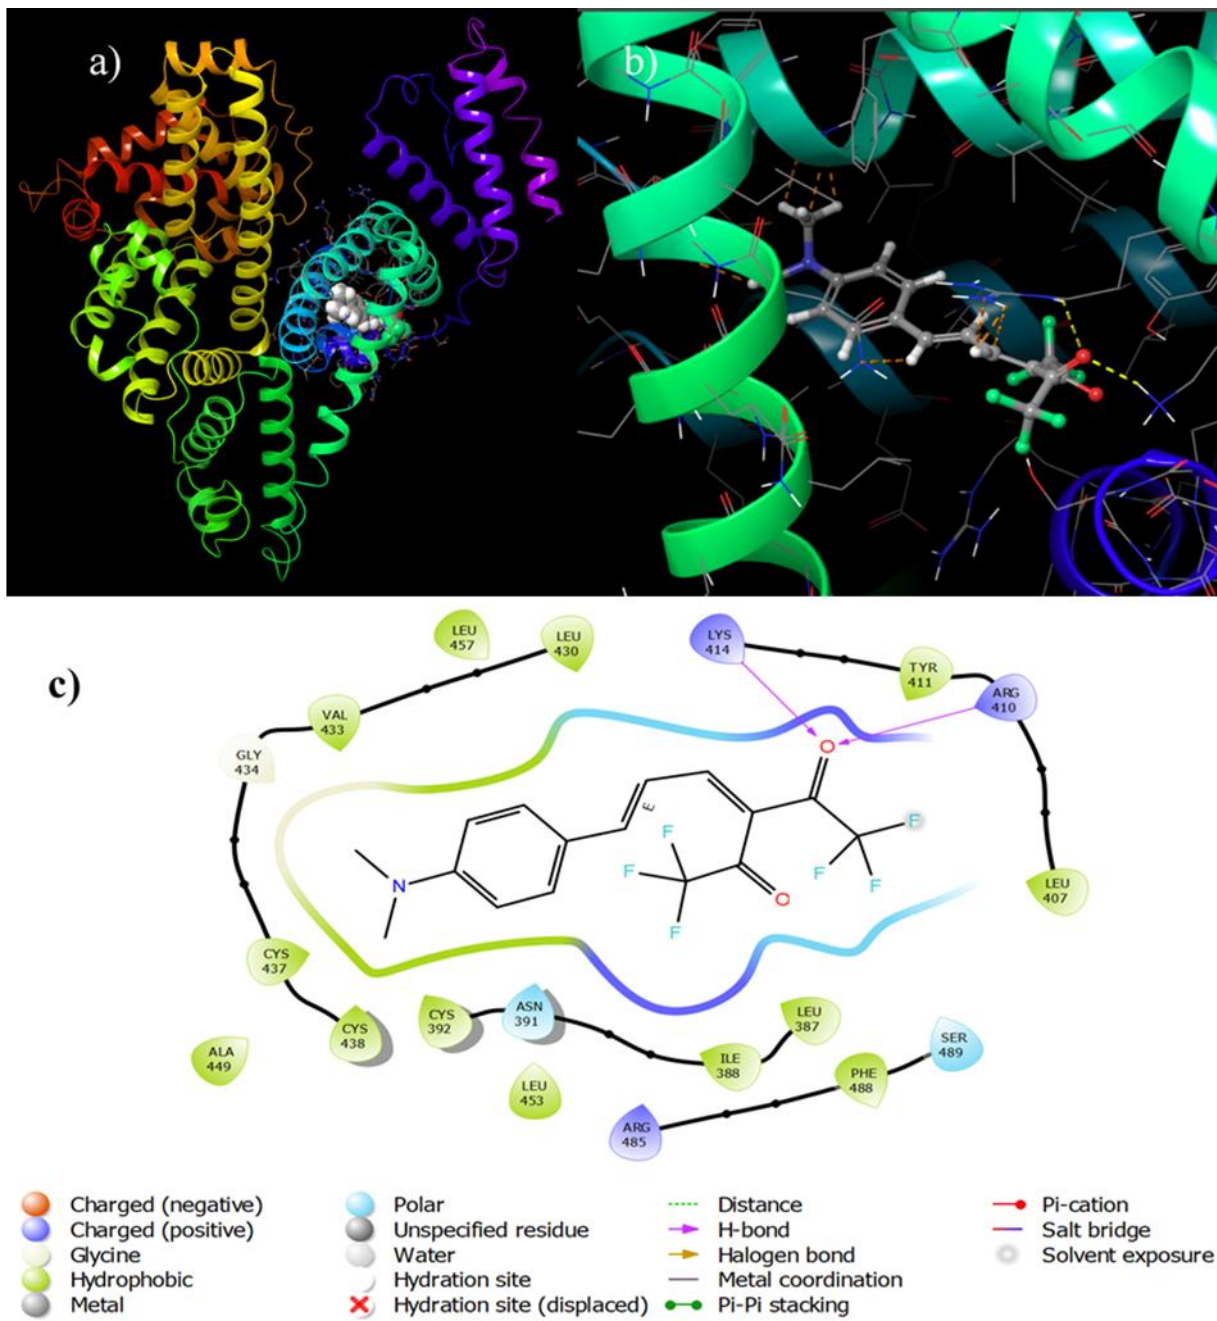 a)
b)
c)
LEU
457
LEU
430
LYS
414
TYR
411
ARG
410
VAL
433
GLY
434
O
E
F
F
F
F
N
O
F
F
LEU
407
CYS
437
CYS
438
CYS
392
ASN
391
LEU
387
ILE
388
SER
489
ALA
449
LEU
453
PHE
488
ARG
485
Charged (negative)
Charged (positive)
Glycine
Hydrophobic
Metal
Polar
Unspecified residue
Water
Hydration site
Hydration site (displaced)
Distance
H-bond
Halogen bond
Metal coordination
Pi-Pi stacking
Pi-cation
Salt bridge
Solvent exposure